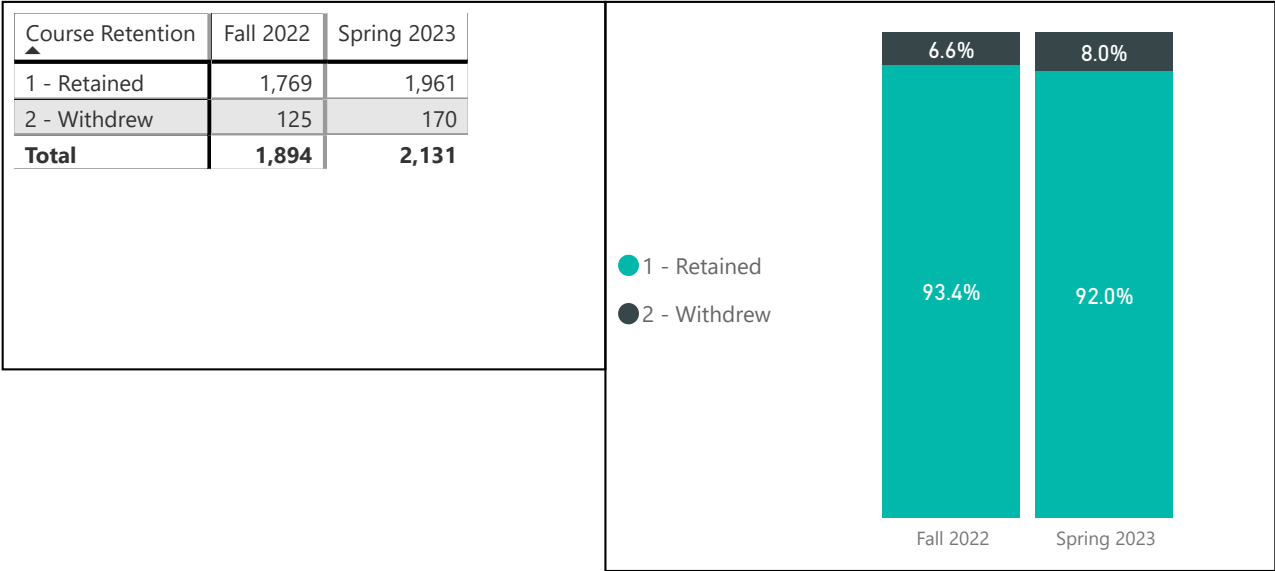 Course Retention Fall 2022 Spring 2023
1 - Retained 1,769 1,961
2 - Withdrew 125 170
Total 1,894 2,131
1 - Retained
2 - Withdrew
6.6% 8.0%
93.4% 92.0%
Fall 2022 Spring 2023